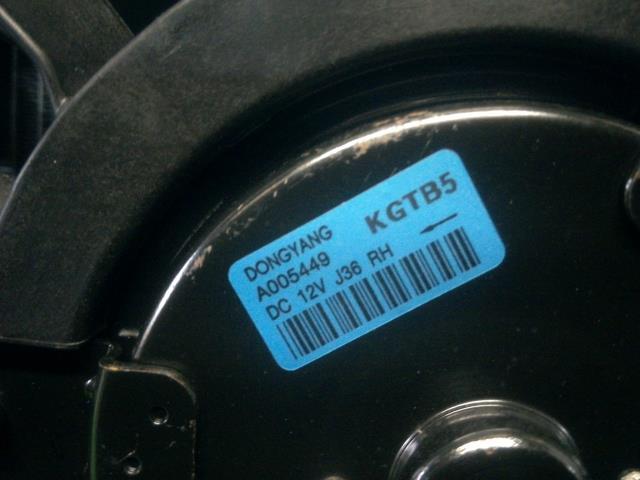 DONGYANG
KGTB5
A005449
DC 12V J36 RH